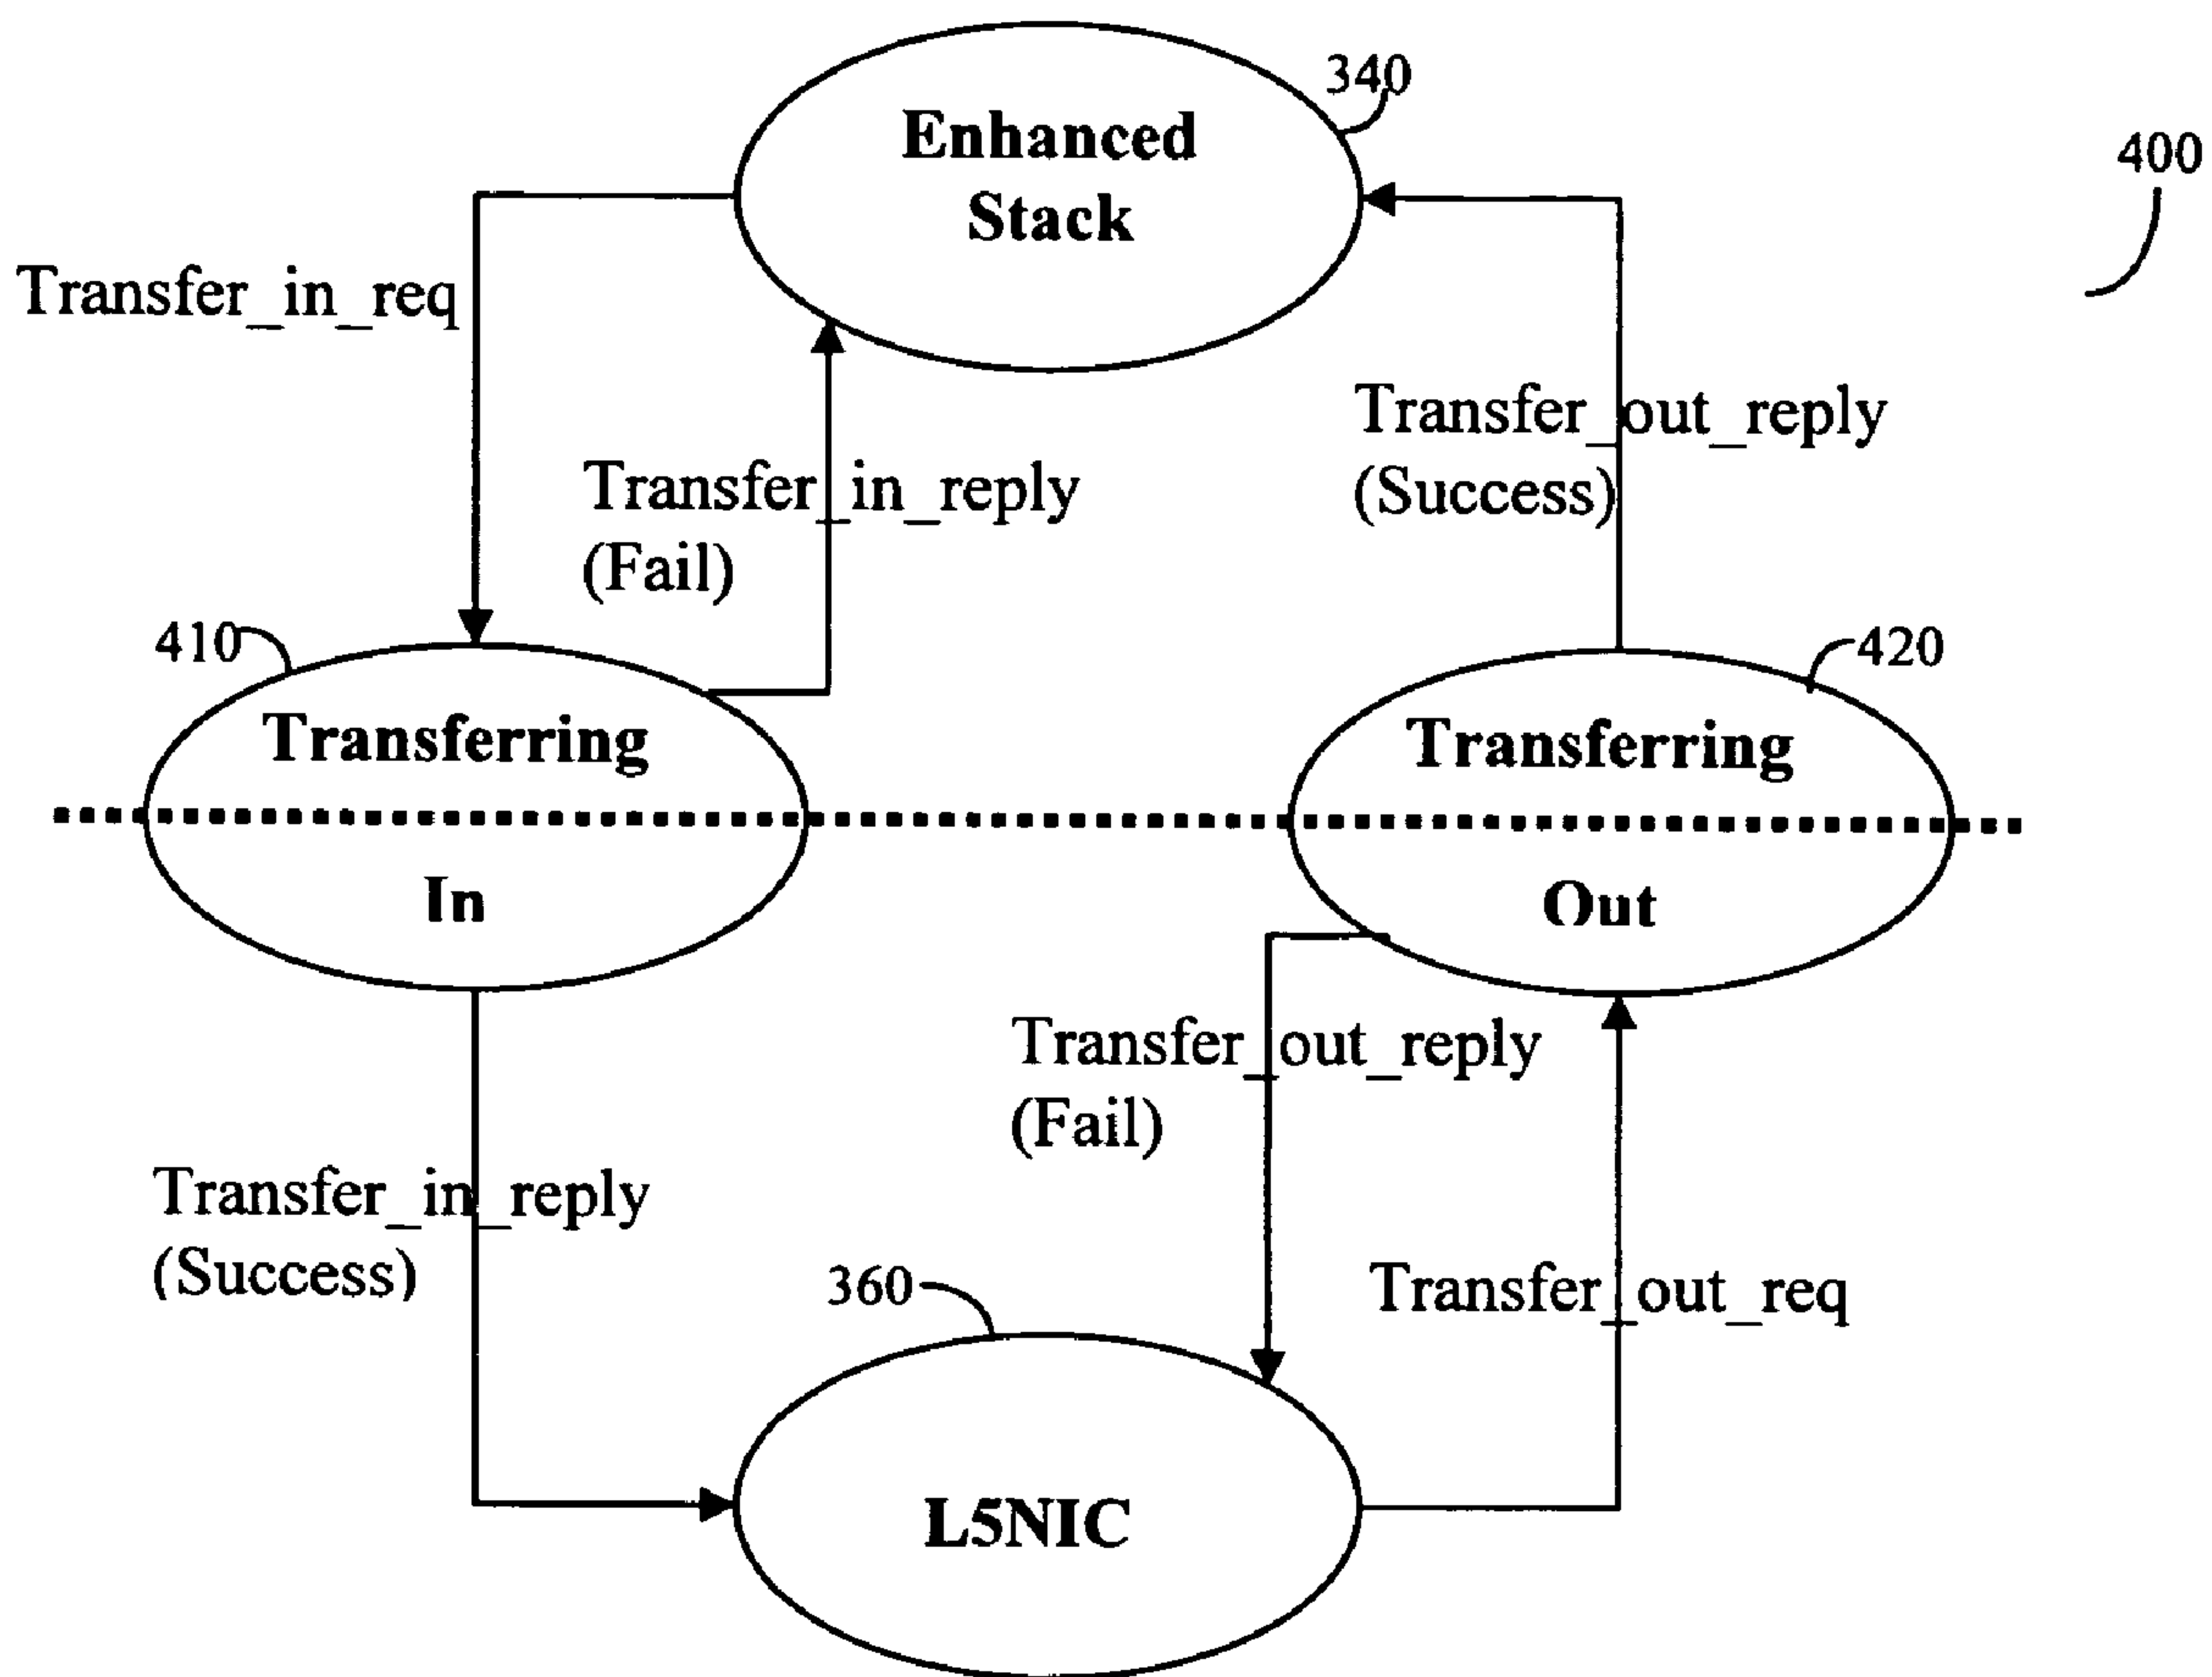 340
Enhanced
Stack
400
Transfer_in_req
Transfer_out_reply
(Success)
Transfer_in_reply
(Fail)
410
420
Transferring
In
Transferring
Out
Transfer_out_reply
(Fail)
Transfer_in_reply
(Success)
360
Transfer_out_req
L5NIC